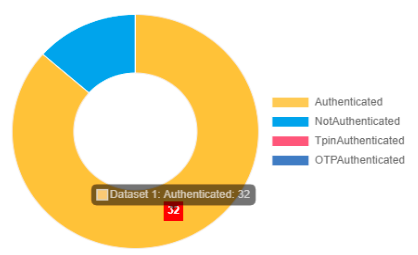 Authenticated
NotAuthenticated
TpinAuthenticated
OTPAuthenticated
Dataset 1: Authenticated: 32
32